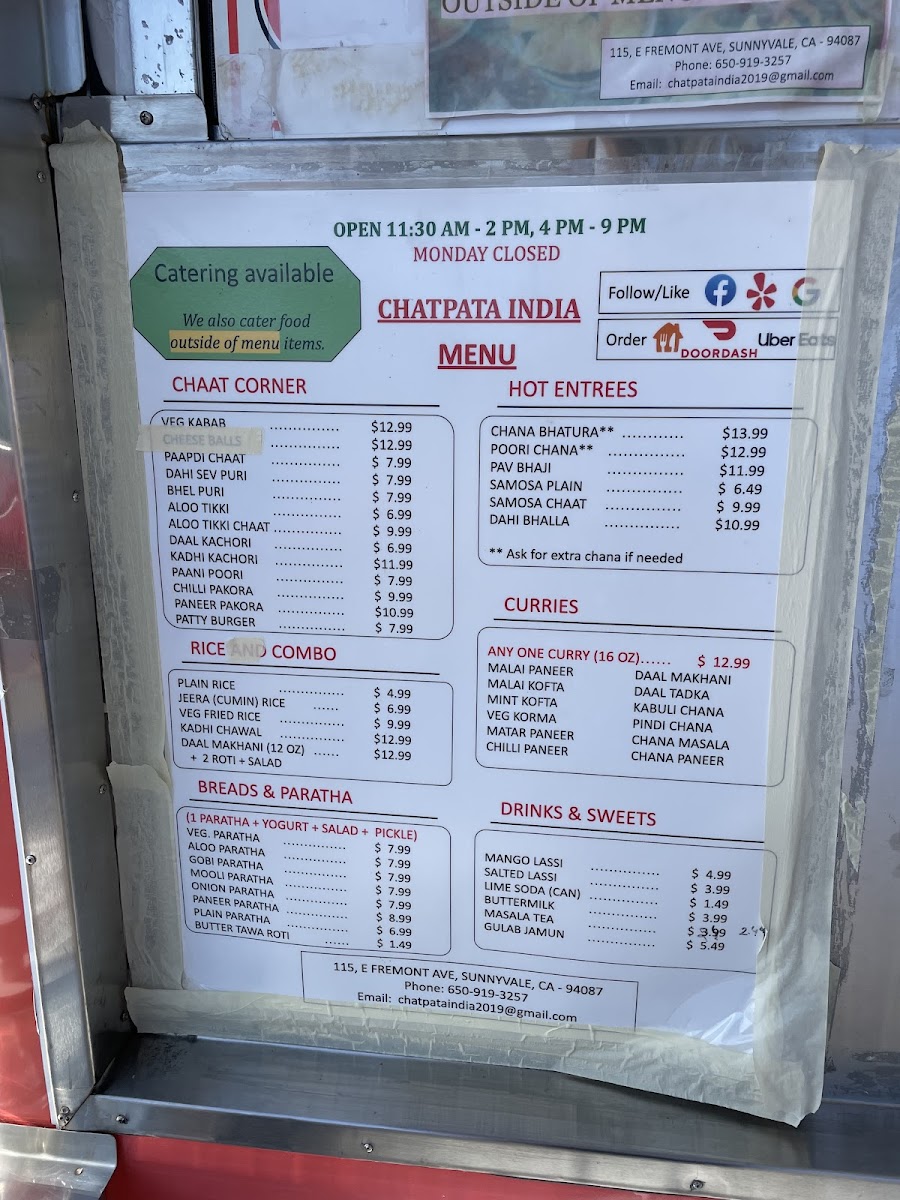 OUTSIDE OF
115, E FREMONT AVE, SUNNYVALE, CA - 94087
Phone: 650-919-3257
Email: chatpataindia2019@gmail.com
OPEN 11:30 AM - 2 PM, 4 PM - 9 PM
MONDAY CLOSED
Catering available
We also cater food
outside of menu items.
CHATPATA INDIA
MENU
Follow/Like
Order DOORDASH Uber Eats
CHAAT CORNER
VEG KABAB ................ $12.99
CHEESE BALLS ................ $12.99
PAAPDI CHAAT ................ $ 7.99
DAHI SEV PURI ................ $ 7.99
BHEL PURI ................ $ 7.99
ALOO TIKKI ................ $ 6.99
ALOO TIKKI CHAAT ................ $ 9.99
DAAL KACHORI ................ $ 6.99
KADHI KACHORI ................ $11.99
PAANI POORI ................ $ 7.99
CHILLI PAKORA ................ $ 9.99
PANEER PAKORA ................ $10.99
PATTY BURGER ................ $ 7.99
RICE AND COMBO
PLAIN RICE ................ $ 4.99
JEERA (CUMIN) RICE ...... $ 6.99
VEG FRIED RICE ................ $ 9.99
KADHI CHAWAL ................ $12.99
DAAL MAKHANI (12 OZ) ...... $12.99
+ 2 ROTI + SALAD
BREADS & PARATHA
(1 PARATHA + YOGURT + SALAD + PICKLE)
VEG. PARATHA ................ $ 7.99
ALOO PARATHA ................ $ 7.99
GOBI PARATHA ................ $ 7.99
MOOLI PARATHA ................ $ 7.99
ONION PARATHA ................ $ 7.99
PANEER PARATHA ................ $ 8.99
PLAIN PARATHA ................ $ 6.99
BUTTER TAWA ROTI ...... $ 1.49
HOT ENTREES
CHANA BHATURA** ............ $13.99
POORI CHANA** ............ $12.99
PAV BHAJI ............ $11.99
SAMOSA PLAIN ............ $ 6.49
SAMOSA CHAAT ............ $ 9.99
DAHI BHALLA ............ $10.99
** Ask for extra chana if needed
CURRIES
ANY ONE CURRY (16 OZ)...... $ 12.99
MALAI PANEER DAAL MAKHANI
MALAI KOFTA DAAL TADKA
MINT KOFTA KABULI CHANA
VEG KORMA PINDI CHANA
MATAR PANEER CHANA MASALA
CHILLI PANEER CHANA PANEER
DRINKS & SWEETS
MANGO LASSI ................ $ 4.99
SALTED LASSI ................ $ 3.99
LIME SODA (CAN) ................ $ 1.49
BUTTERMILK ................ $ 3.99
MASALA TEA ................ $ 3.99 2.49
GULAB JAMUN ................ $ 5.49
115, E FREMONT AVE, SUNNYVALE, CA - 94087
Phone: 650-919-3257
Email: chatpataindia2019@gmail.com